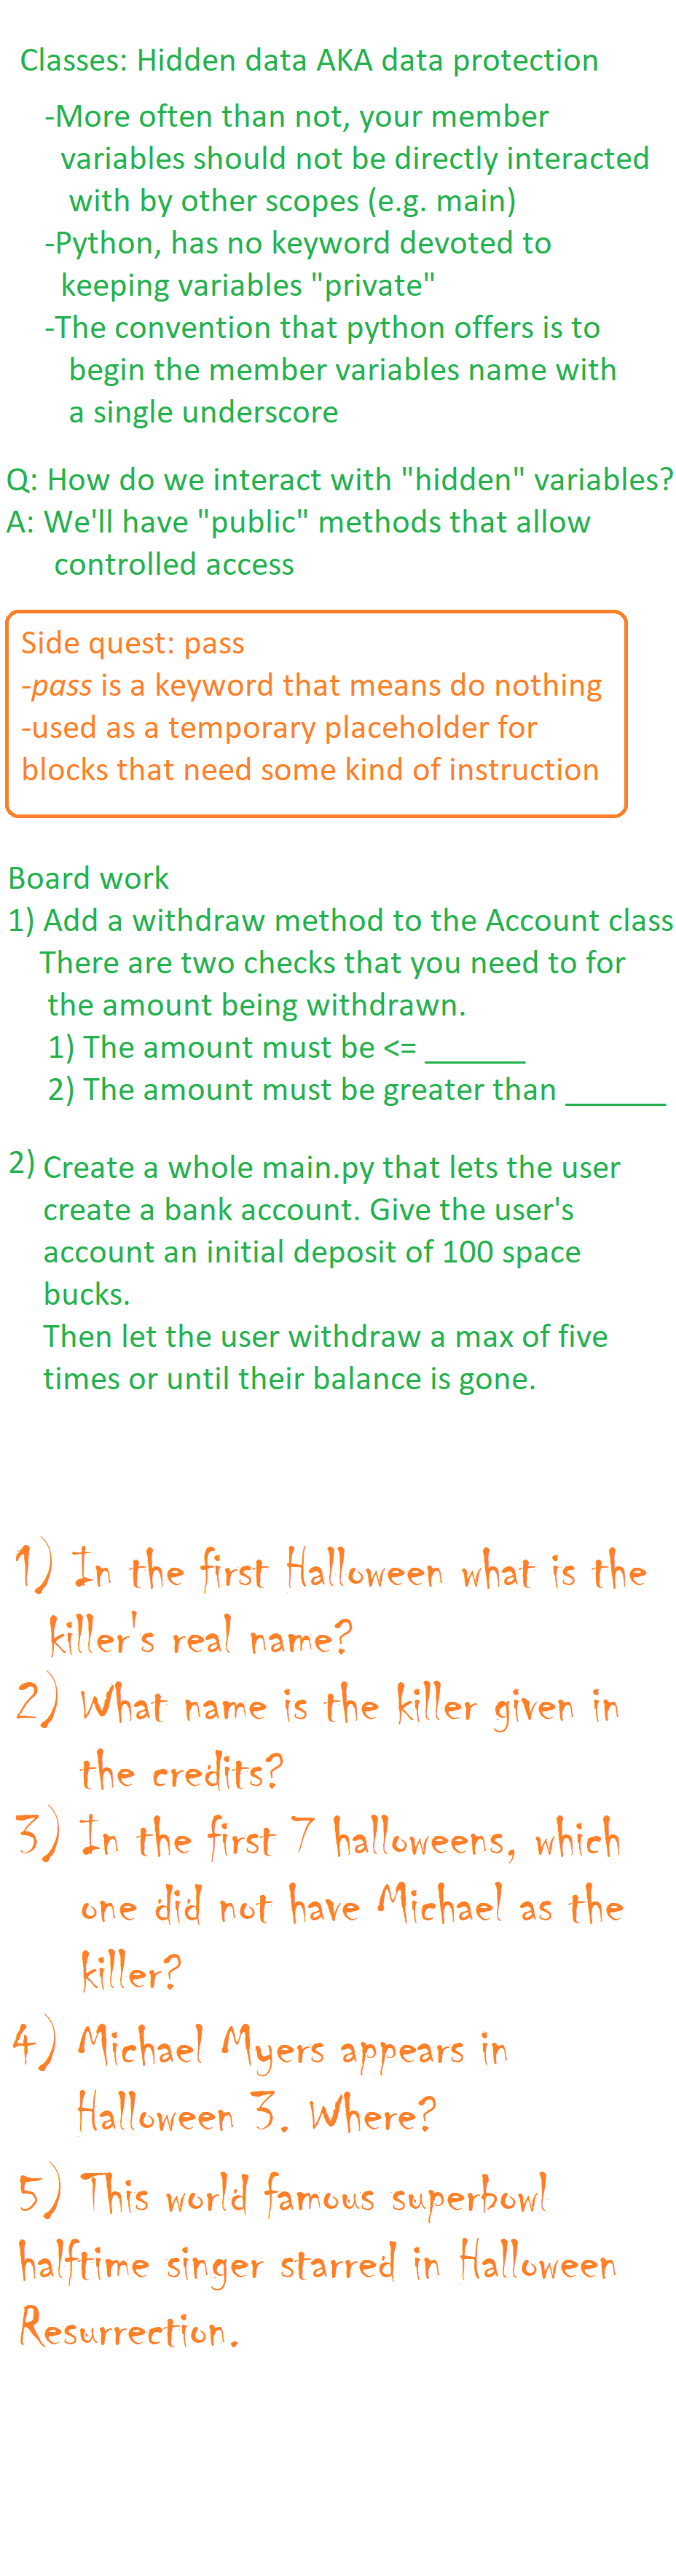 Classes: Hidden data AKA data protection
-More often than not, your member
variables should not be directly interacted
with by other scopes (e.g. main)
-Python, has no keyword devoted to
keeping variables "private"
-The convention that python offers is to
begin the member variables name with
a single underscore
Q: How do we interact with "hidden" variables?
A: We'll have "public" methods that allow
controlled access
Side quest: pass
-pass is a keyword that means do nothing
-used as a temporary placeholder for
blocks that need some kind of instruction
Board work
1) Add a withdraw method to the Account class
There are two checks that you need to for
the amount being withdrawn.
1) The amount must be <= ______
2) The amount must be greater than ______
2) Create a whole main.py that lets the user
create a bank account. Give the user's
account an initial deposit of 100 space
bucks.
Then let the user withdraw a max of five
times or until their balance is gone.
1) In the first Halloween what is the
killer's real name?
2) What name is the killer given in
the credits?
3) In the first 7 halloweens, which
one did not have Michael as the
killer?
4) Michael Myers appears in
Halloween 3. Where?
5) This world famous superbowl
halftime singer starred in Halloween
Resurrection.